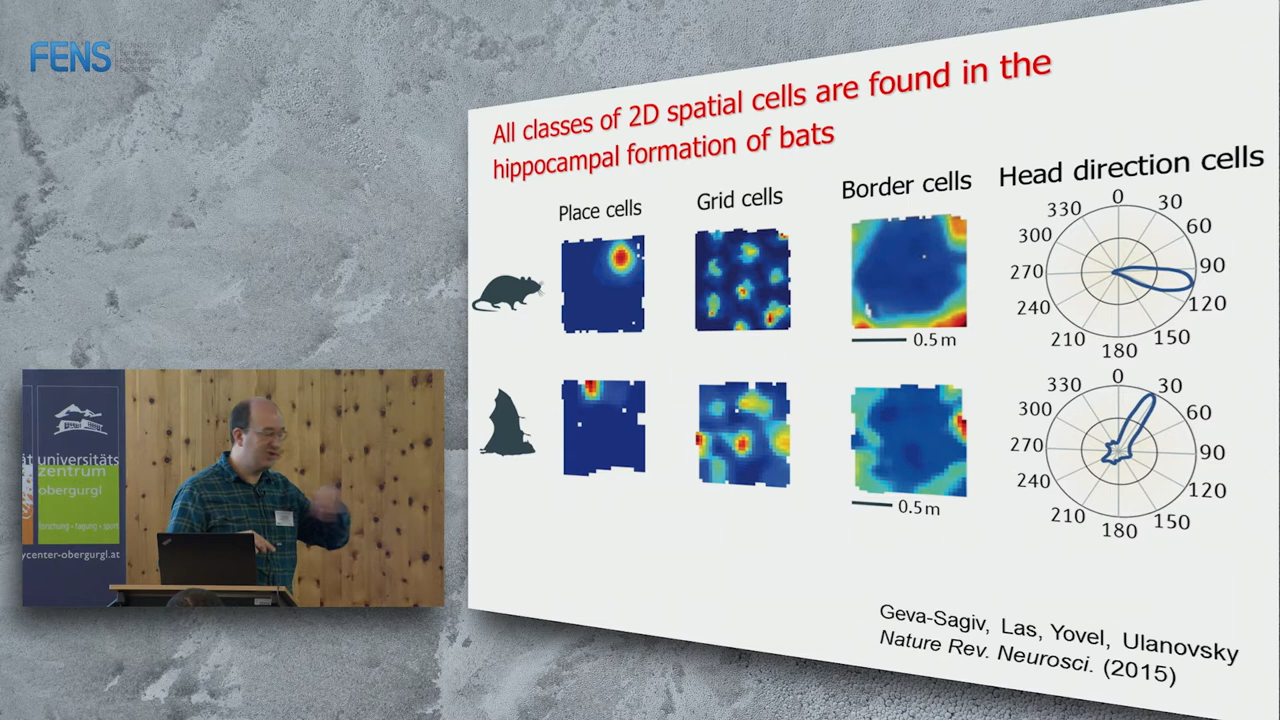 FENS
All classes of 2D spatial cells are found in the
hippocampal formation of bats
Place cells
Grid cells
Border cells
Head direction cells
0.5 m
0
30
60
90
120
150
180
210
240
270
300
330
0.5 m
0
30
60
90
120
150
180
210
240
270
300
330
Geva-Sagiv, Las, Yovel, Ulanovsky
Nature Rev. Neurosci. (2015)
ät universitäts
zentrum
obergurgl
forschung - tagung - sport
ycenter-obergurgl.at